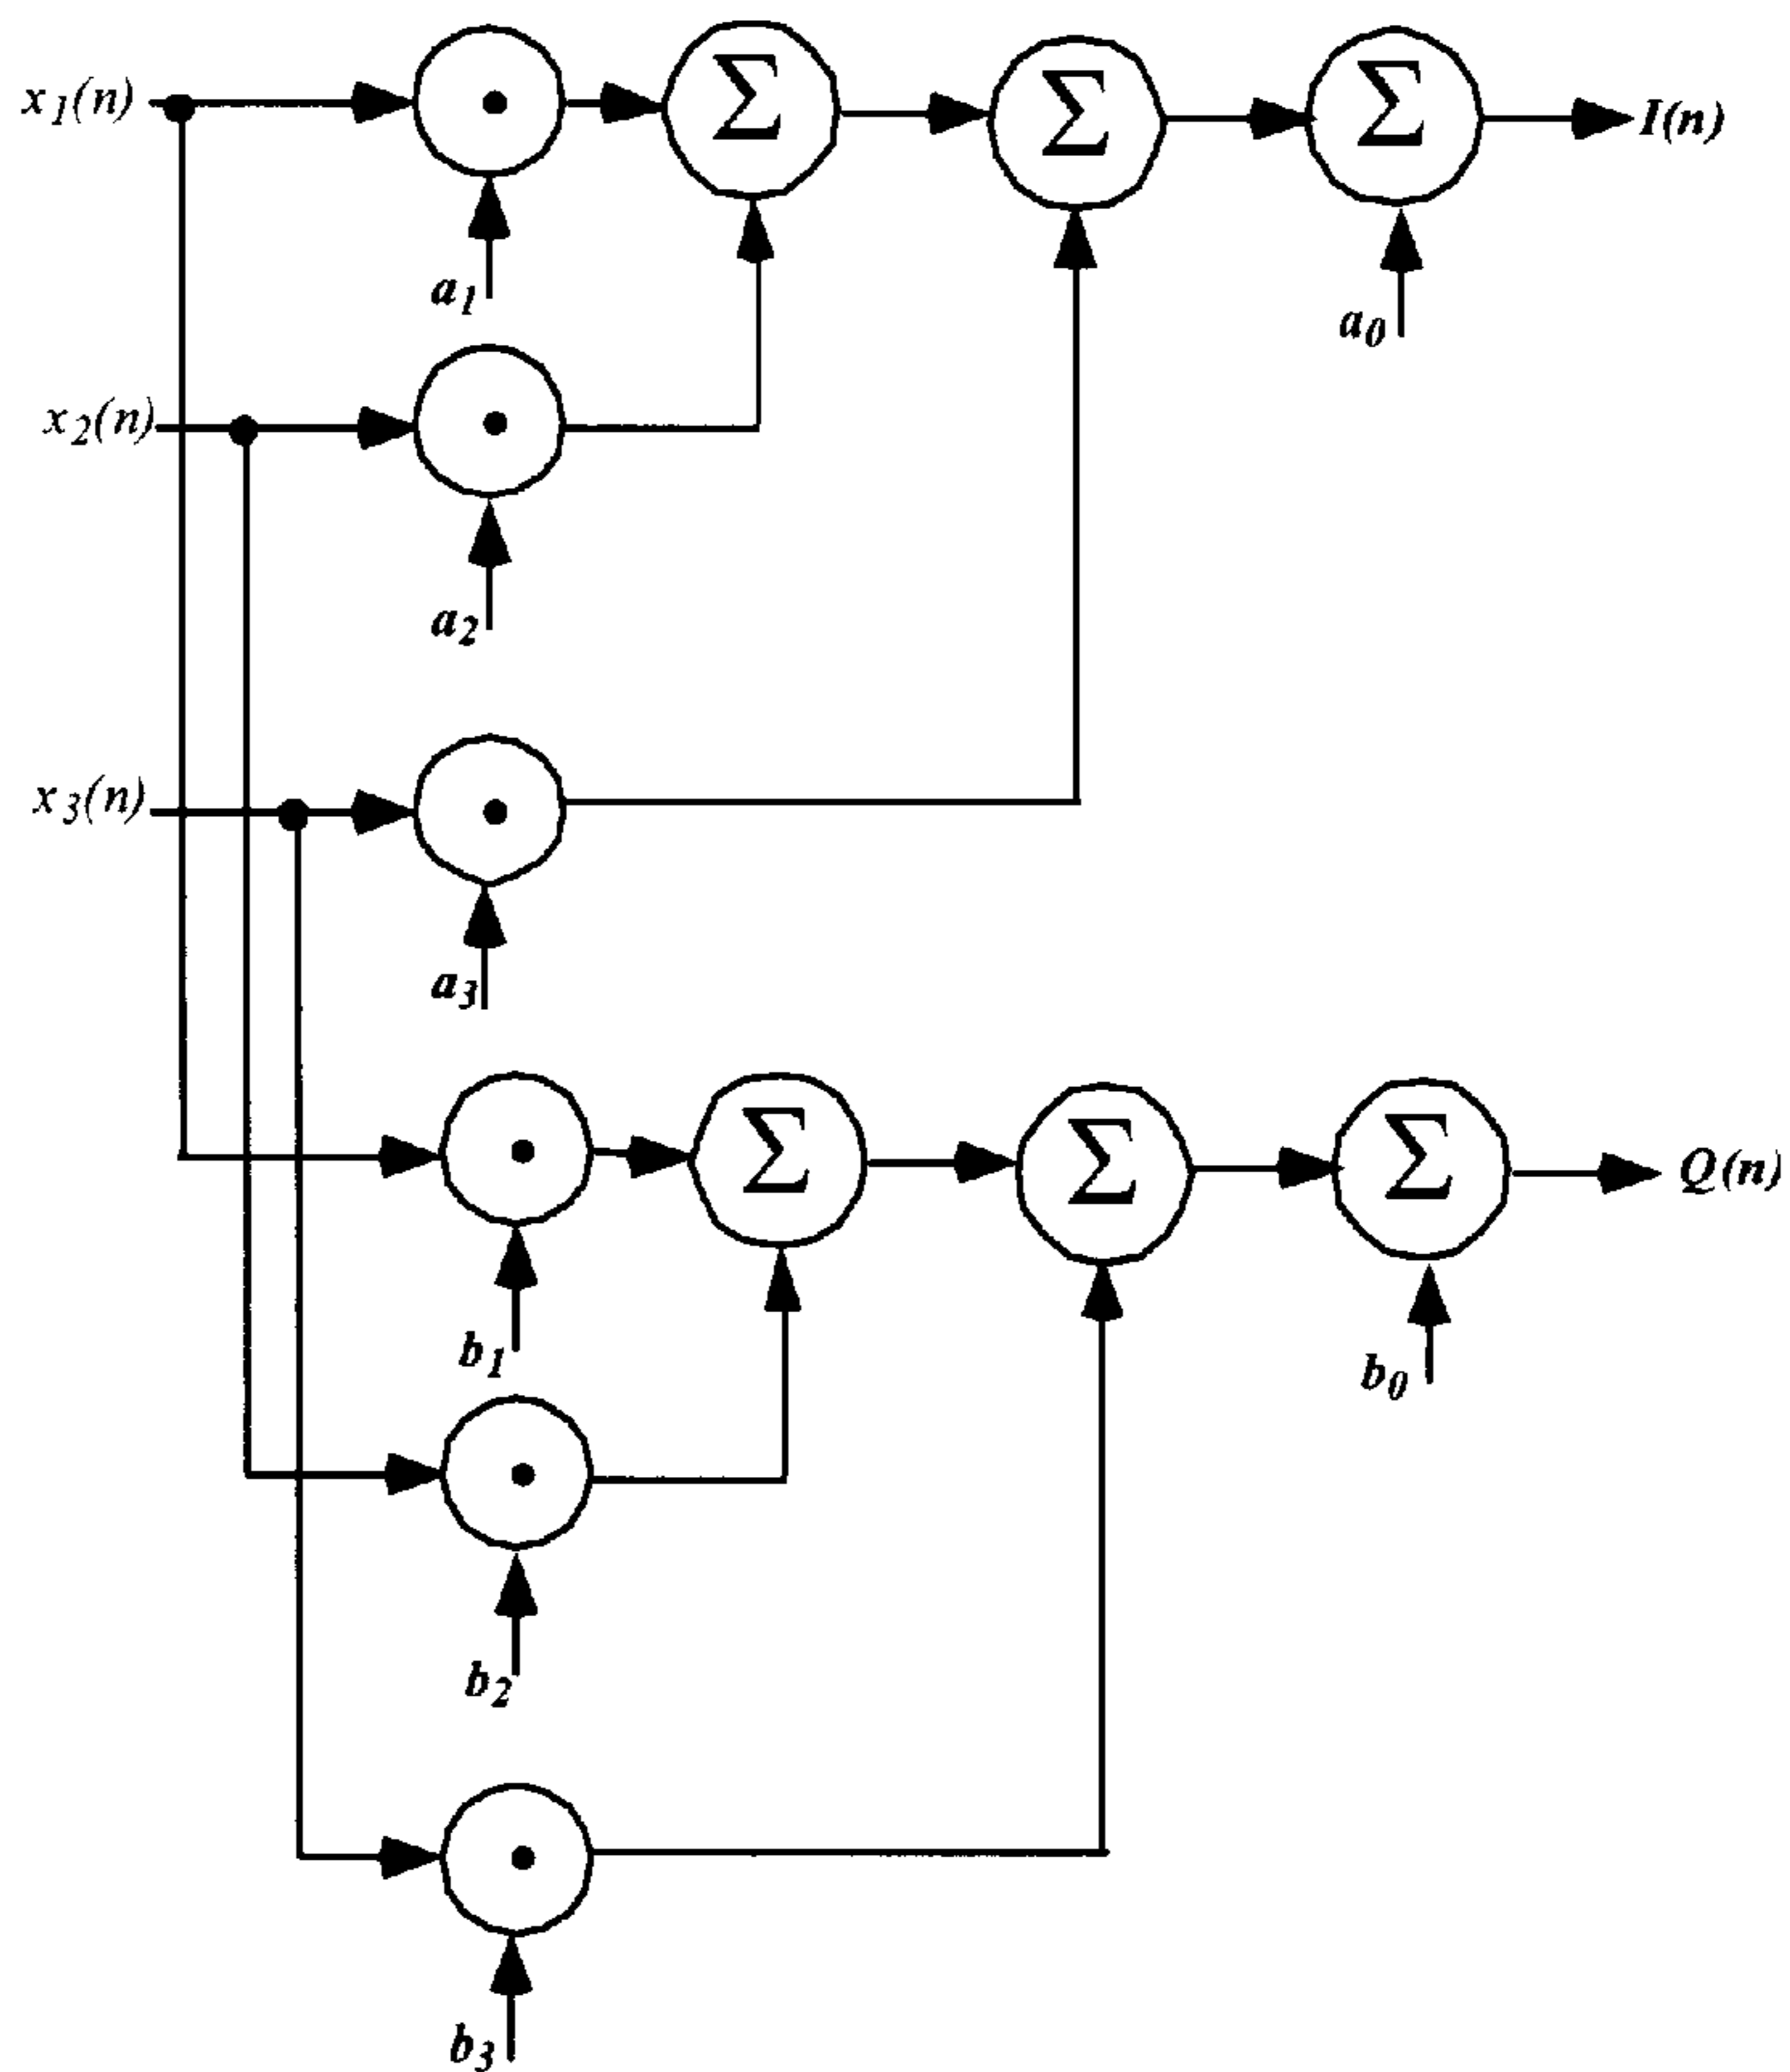 x1(n)
Σ
Σ
Σ
I(n)
a1
a0
x2(n)
a2
x3(n)
a3
Σ
Σ
Σ
Q(n)
b1
b0
b2
b3